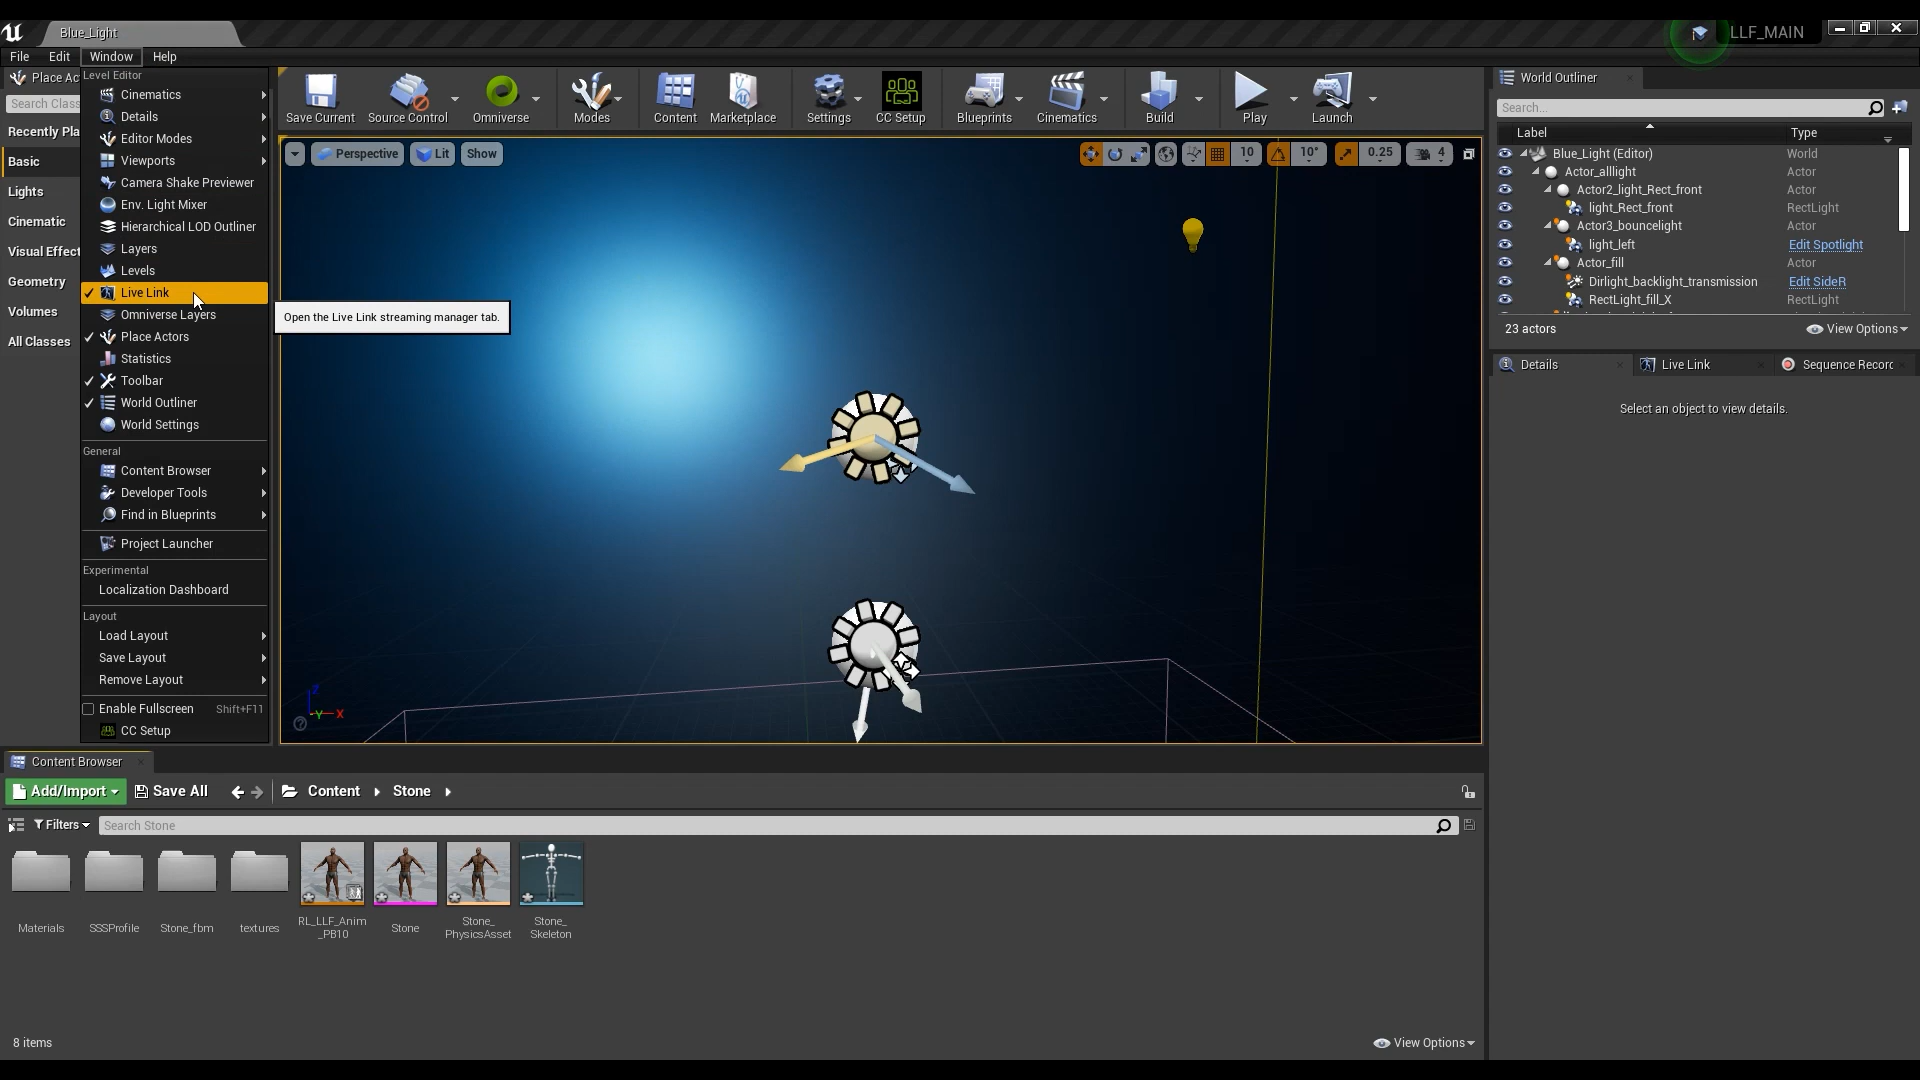 Blue_Light
LLF_MAIN
File Edit Window Help
Place Ac
Search Clas
Recently Pla
Basic
Lights
Cinematic
Visual Effect
Geometry
Volumes
All Classes
Level Editor
Cinematics
Details
Editor Modes
Viewports
Camera Shake Previewer
Env. Light Mixer
Hierarchical LOD Outliner
Layers
Levels
Live Link
Omniverse Layers
Place Actors
Statistics
Toolbar
World Outliner
World Settings
General
Content Browser
Developer Tools
Find in Blueprints
Project Launcher
Experimental
Localization Dashboard
Layout
Load Layout
Save Layout
Remove Layout
Enable Fullscreen Shift+F11
CC Setup
Open the Live Link streaming manager tab.
Save Current Source Control Omniverse Modes Content Marketplace Settings CC Setup Blueprints Cinematics Build Play Launch
Perspective Lit Show
10 10° 0.25 4
Z
Y X
World Outliner
Search...
Label Type
Blue_Light (Editor) World
Actor_alllight Actor
Actor2_light_Rect_front Actor
light_Rect_front RectLight
Actor3_bouncelight Actor
light_left Edit Spotlight
Actor_fill Actor
Dirlight_backlight_transmission Edit SideR
RectLight_fill_X RectLight
23 actors View Options
Details Live Link Sequence Recorc
Select an object to view details.
Content Browser
Add/Import Save All Content Stone
Filters Search Stone
Materials
SSSProfile
Stone_fbm
textures
RL_LLF_Anim
_PB10
Stone
Stone_
PhysicsAsset
Stone_
Skeleton
8 items View Options